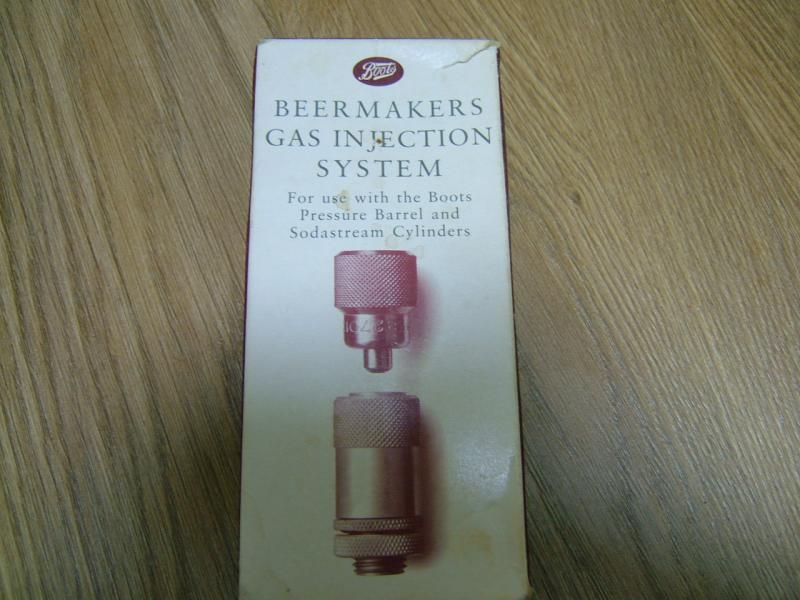 Boots
BEERMAKERS
GAS INJECTION
SYSTEM
For use with the Boots
Pressure Barrel and
Sodastream Cylinders